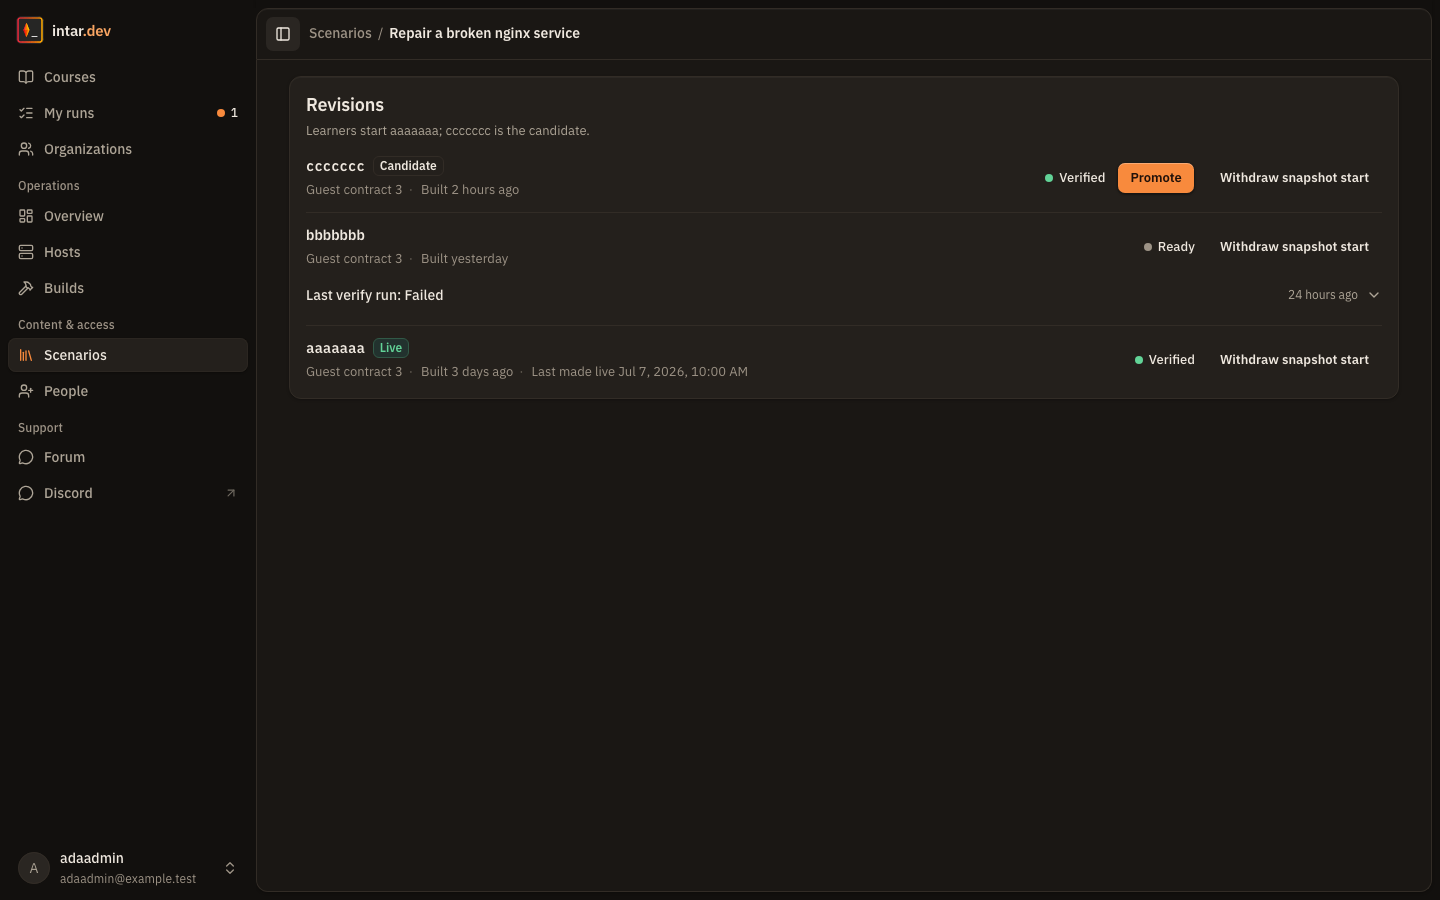 intar.dev
Courses
My runs 1
Organizations
Operations
Overview
Hosts
Builds
Content & access
Scenarios
People
Support
Forum
Discord
A
adaadmin
adaadmin@example.test
Scenarios / Repair a broken nginx service
Revisions
Learners start aaaaaaa; ccccccc is the candidate.
ccccccc Candidate
Guest contract 3 · Built 2 hours ago
Verified Promote Withdraw snapshot start
bbbbbbb
Guest contract 3 · Built yesterday
Ready Withdraw snapshot start
Last verify run: Failed 24 hours ago
aaaaaaa Live
Guest contract 3 · Built 3 days ago · Last made live Jul 7, 2026, 10:00 AM
Verified Withdraw snapshot start